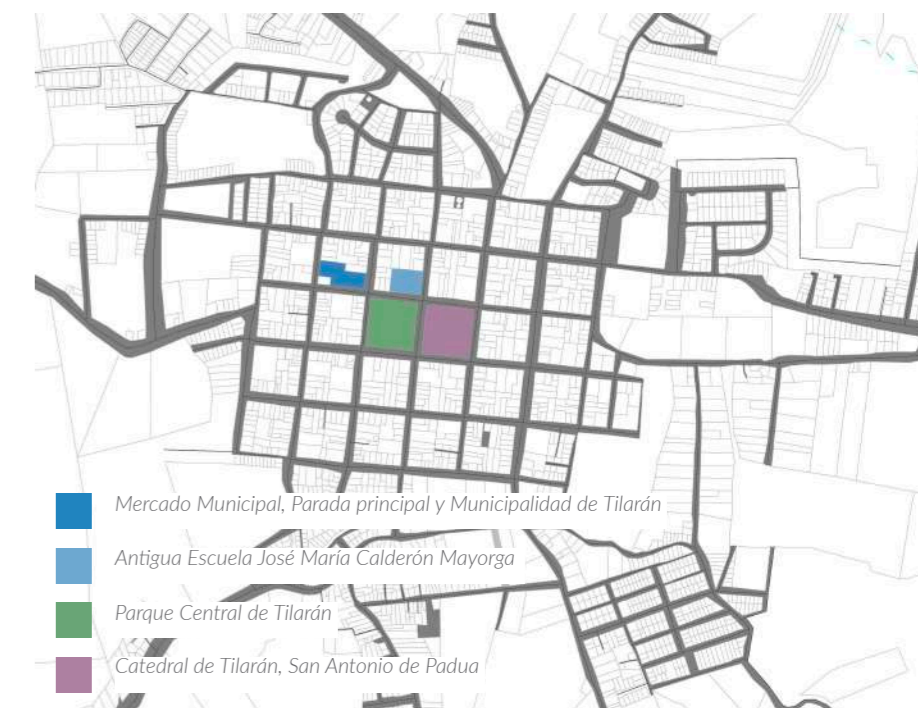 Mercado Municipal, Parada principal y Municipalidad de Tilarán
Antigua Escuela José María Calderón Mayorga
Parque Central de Tilarán
Catedral de Tilarán, San Antonio de Padua